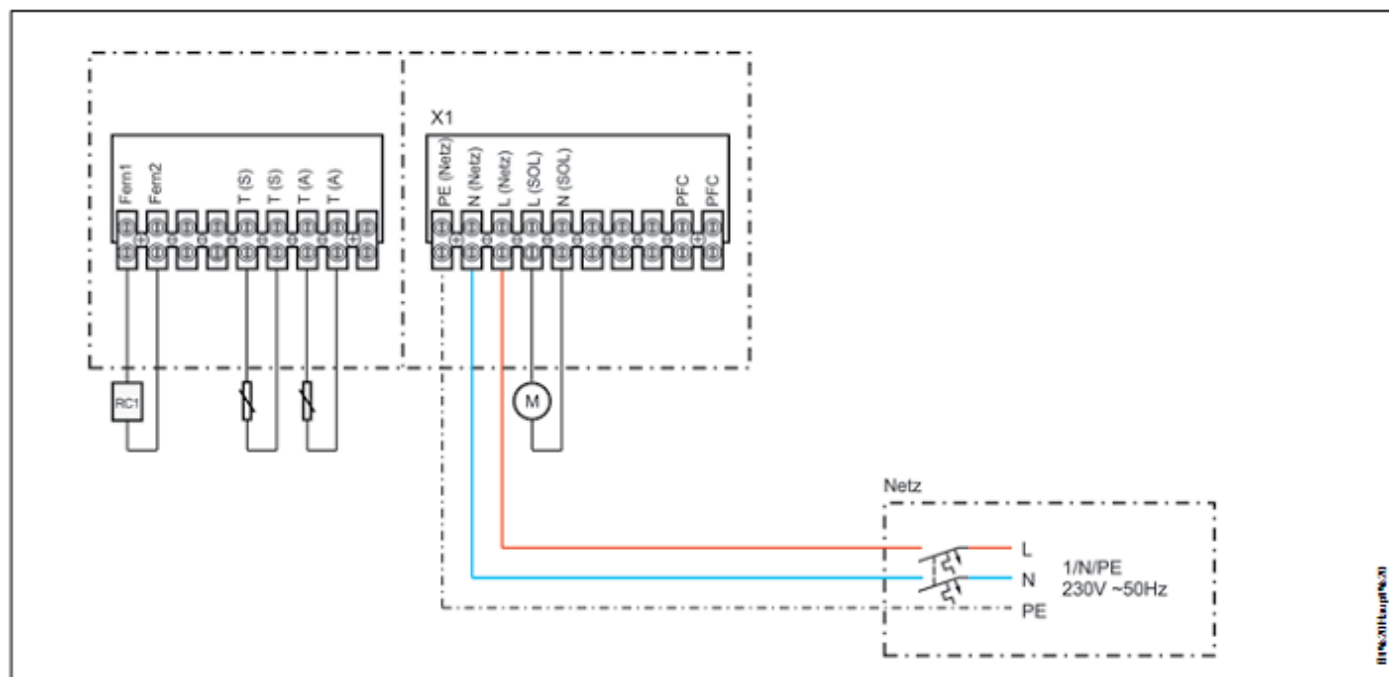 X1
Fern1
Fern2
T (S)
T (S)
T (A)
T (A)
PE (Netz)
N (Netz)
L (Netz)
L (SOL)
N (SOL)
PFC
PFC
RC1
M
Netz
L
N
PE
1/N/PE
230V ~50Hz